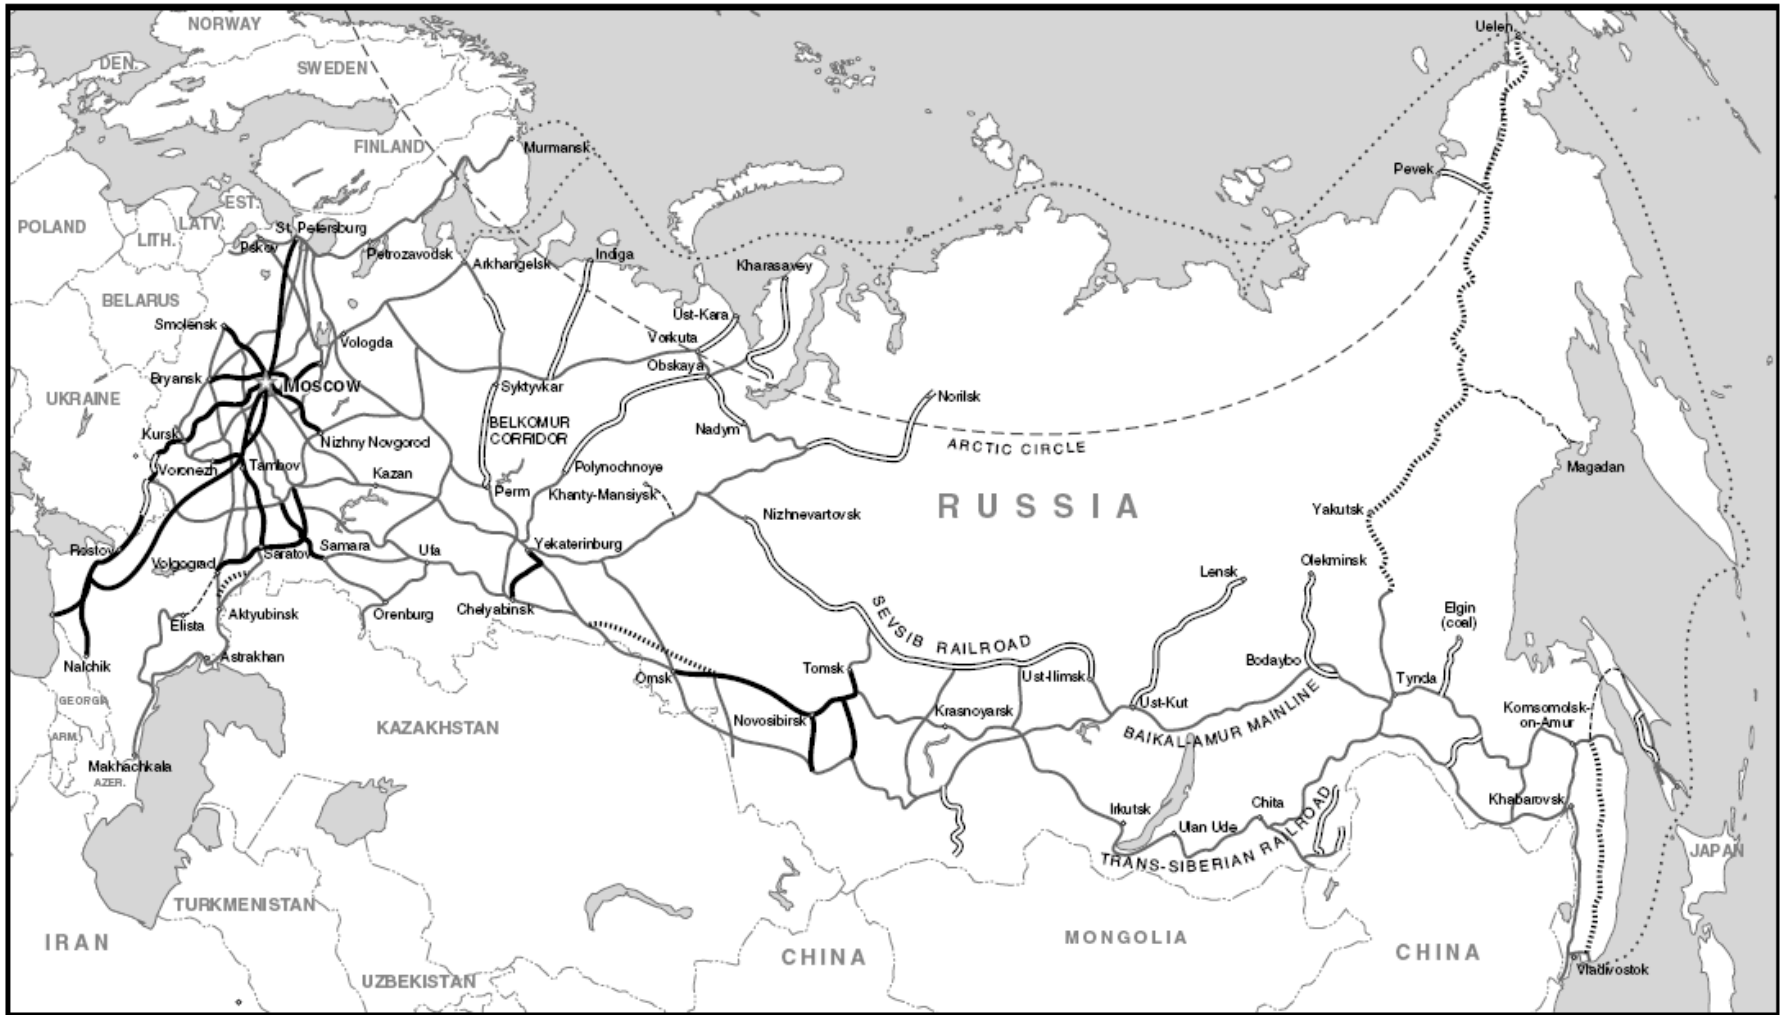 NORWAY
SWEDEN
DEN.
FINLAND
Murmansk
Uelen
Pevek
EST.
LATV.
LITH.
POLAND
St. Petersburg
Pskov
Petrozavodsk
Arkhangelsk
Indiga
Kharasavey
BELARUS
Smolensk
Vologda
Ust-Kara
Vorkuta
Obskaya
Bryansk
Moscow
Syktyvkar
Norilsk
UKRAINE
BELKOMUR
CORRIDOR
Nadym
ARCTIC CIRCLE
Kursk
Nizhny Novgorod
Voronezh
Tambov
Kazan
Polynochnoye
Khanty-Mansiysk
Perm
Magadan
RUSSIA
Nizhnevartovsk
Yakutsk
Rostov
Volgograd
Saratov
Samara
Ufa
Yekaterinburg
Lensk
Olekminsk
Elista
Aktyubinsk
Orenburg
Chelyabinsk
SEVSIB RAILROAD
Elgin
(coal)
Nalchik
Astrakhan
Omsk
Tomsk
Ust-Ilimsk
Bodaybo
Tynda
GEORGIA
Novosibirsk
Krasnoyarsk
Ust-Kut
Komsomolsk-
on-Amur
KAZAKHSTAN
BAIKAL-AMUR MAINLINE
ARM.
Makhachkala
AZER.
Irkutsk
Ulan Ude
Chita
Khabarovsk
TRANS-SIBERIAN RAILROAD
JAPAN
TURKMENISTAN
IRAN
CHINA
MONGOLIA
CHINA
UZBEKISTAN
Vladivostok